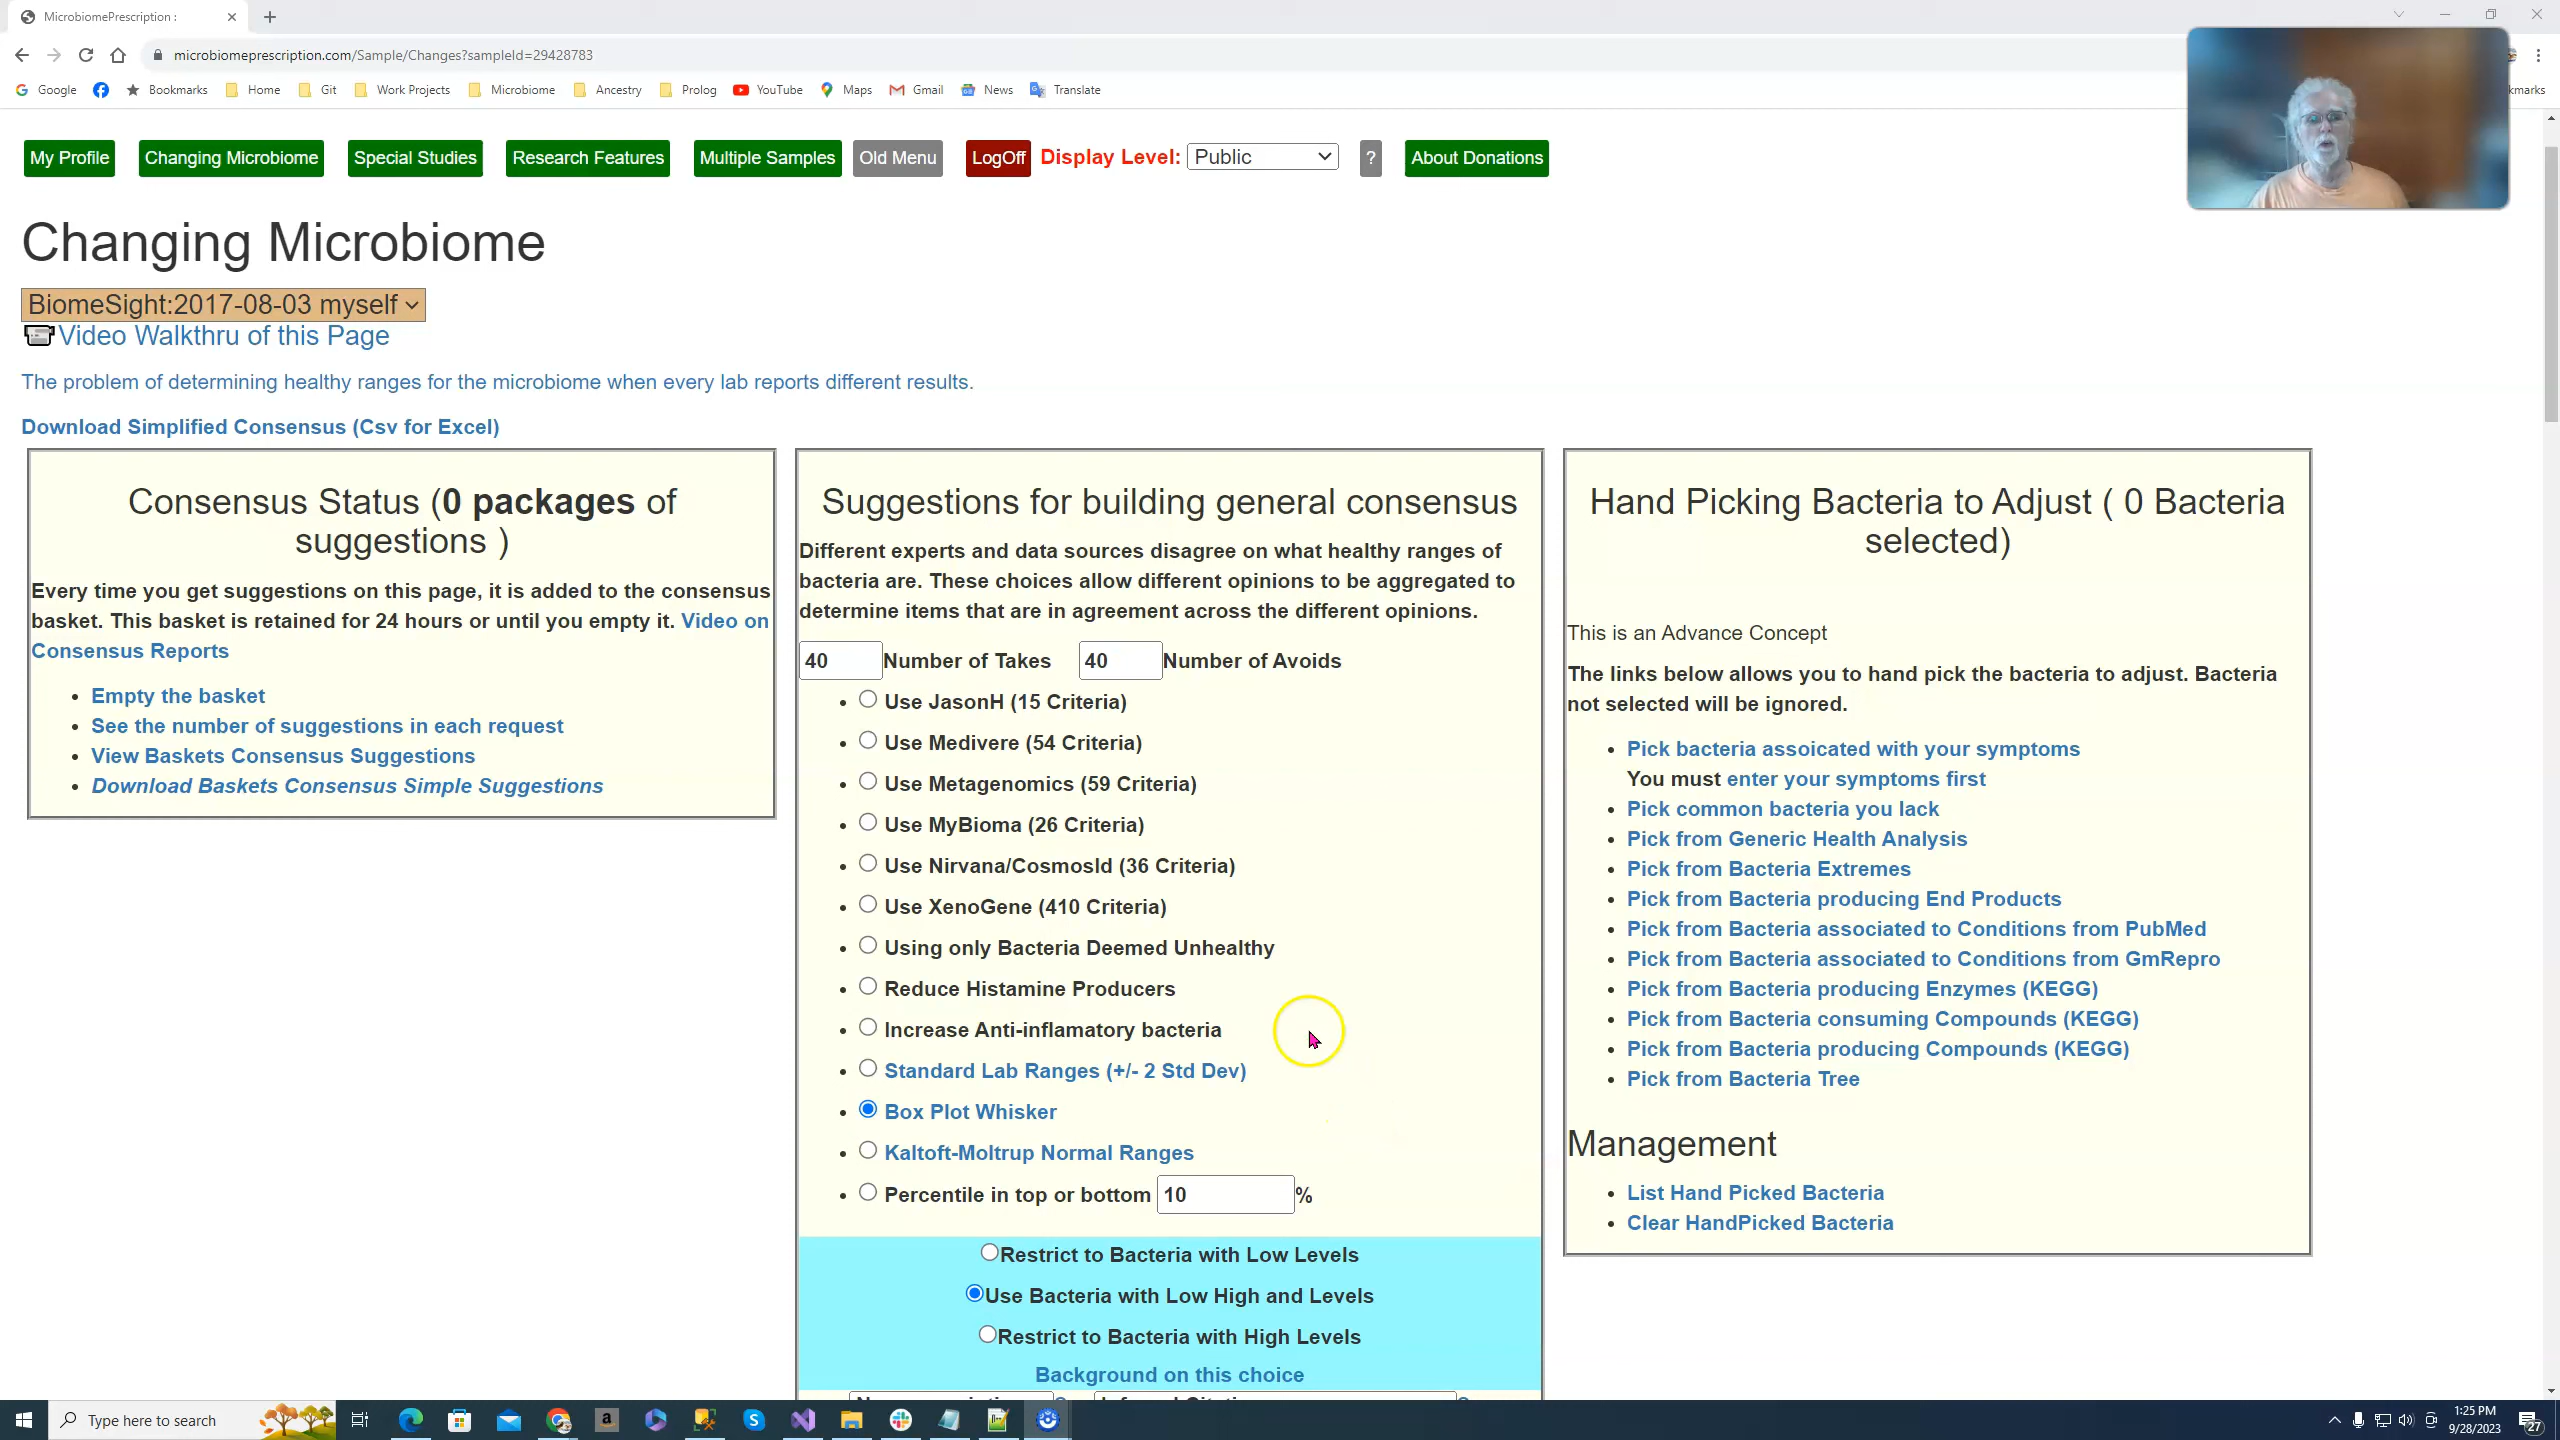 MicrobiomePrescription :
microbiomeprescription.com/Sample/Changes?sampleId=29428783
Google Bookmarks Home Git Work Projects Microbiome Ancestry Prolog YouTube Maps Gmail News Translate
My Profile Changing Microbiome Special Studies Research Features Multiple Samples Old Menu LogOff Display Level: Public ? About Donations
Changing Microbiome
BiomeSight:2017-08-03 myself
Video Walkthru of this Page
The problem of determining healthy ranges for the microbiome when every lab reports different results.
Download Simplified Consensus (Csv for Excel)
Consensus Status (0 packages of
suggestions )
Every time you get suggestions on this page, it is added to the consensus
basket. This basket is retained for 24 hours or until you empty it. Video on
Consensus Reports
Empty the basket
See the number of suggestions in each request
View Baskets Consensus Suggestions
Download Baskets Consensus Simple Suggestions
Suggestions for building general consensus
Different experts and data sources disagree on what healthy ranges of
bacteria are. These choices allow different opinions to be aggregated to
determine items that are in agreement across the different opinions.
40 Number of Takes 40 Number of Avoids
Use JasonH (15 Criteria)
Use Medivere (54 Criteria)
Use Metagenomics (59 Criteria)
Use MyBioma (26 Criteria)
Use Nirvana/CosmosId (36 Criteria)
Use XenoGene (410 Criteria)
Using only Bacteria Deemed Unhealthy
Reduce Histamine Producers
Increase Anti-inflamatory bacteria
Standard Lab Ranges (+/- 2 Std Dev)
Box Plot Whisker
Kaltoft-Moltrup Normal Ranges
Percentile in top or bottom 10 %
Restrict to Bacteria with Low Levels
Use Bacteria with Low High and Levels
Restrict to Bacteria with High Levels
Background on this choice
Hand Picking Bacteria to Adjust ( 0 Bacteria
selected)
This is an Advance Concept
The links below allows you to hand pick the bacteria to adjust. Bacteria
not selected will be ignored.
Pick bacteria assoicated with your symptoms
You must enter your symptoms first
Pick common bacteria you lack
Pick from Generic Health Analysis
Pick from Bacteria Extremes
Pick from Bacteria producing End Products
Pick from Bacteria associated to Conditions from PubMed
Pick from Bacteria associated to Conditions from GmRepro
Pick from Bacteria producing Enzymes (KEGG)
Pick from Bacteria consuming Compounds (KEGG)
Pick from Bacteria producing Compounds (KEGG)
Pick from Bacteria Tree
Management
List Hand Picked Bacteria
Clear HandPicked Bacteria
Type here to search
1:25 PM
9/28/2023
27